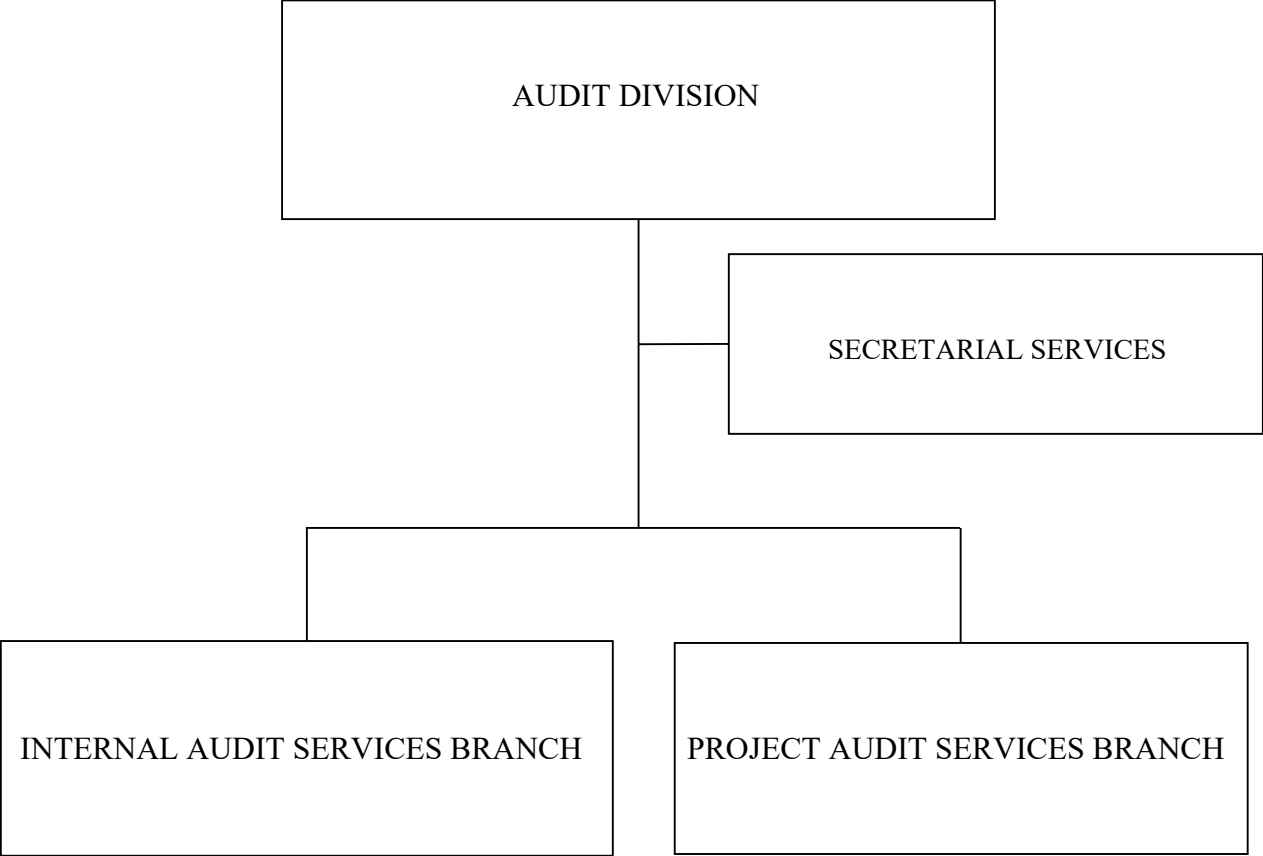 AUDIT DIVISION
SECRETARIAL SERVICES
INTERNAL AUDIT SERVICES BRANCH
PROJECT AUDIT SERVICES BRANCH